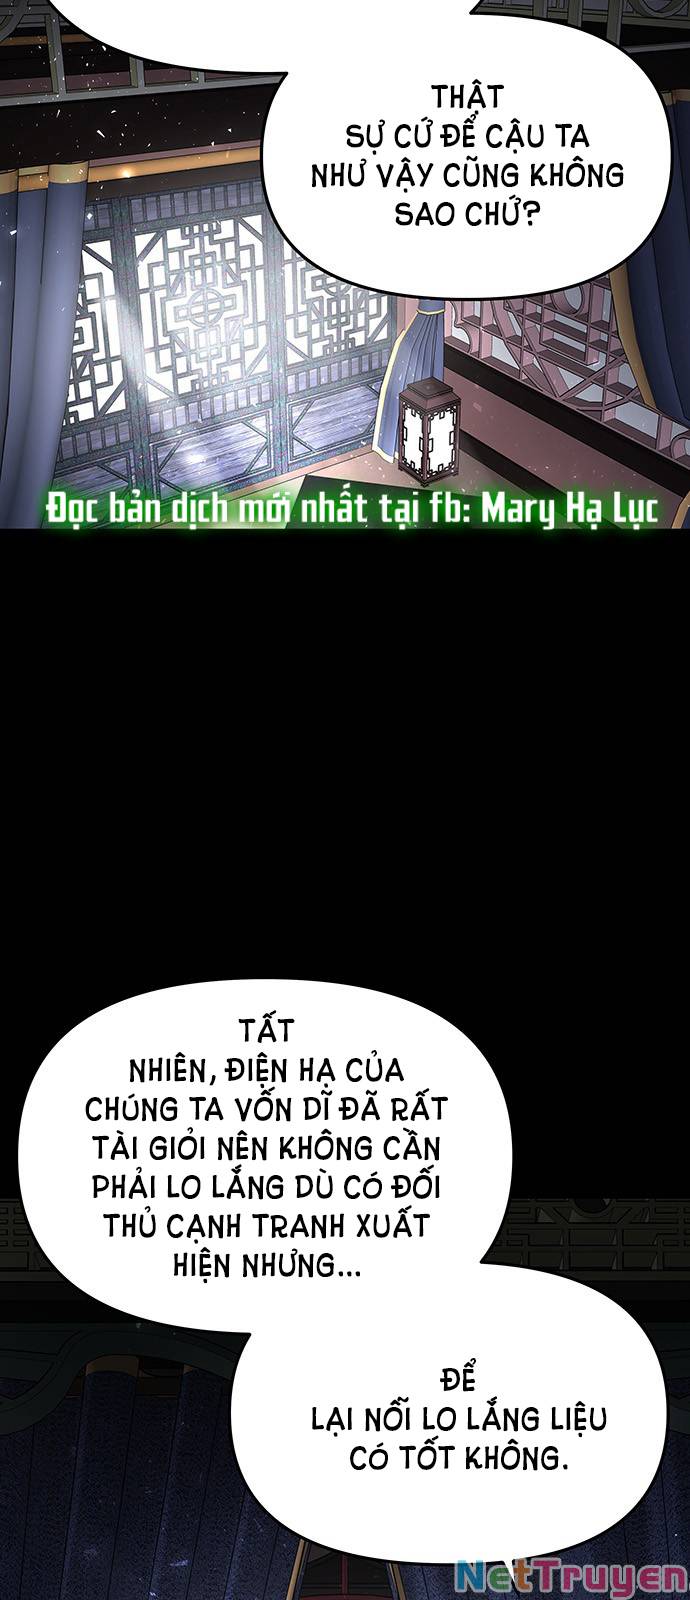 THẬT
SỰ CỨ ĐỂ CẬU TA
NHƯ VẬY CŨNG KHÔNG
SAO CHỨ?
Đọc bản dịch mới nhất tại fb: Mary Hạ Lục
TẤT
NHIÊN, ĐIỆN HẠ CỦA
CHÚNG TA VỐN DĨ ĐÃ RẤT
TÀI GIỎI NÊN KHÔNG CẦN
PHẢI LO LẮNG DÙ CÓ ĐỐI
THỦ CẠNH TRANH XUẤT
HIỆN NHƯNG...
ĐỂ
LẠI NỖI LO LẮNG LIỆU
CÓ TỐT KHÔNG.
NetTruyen